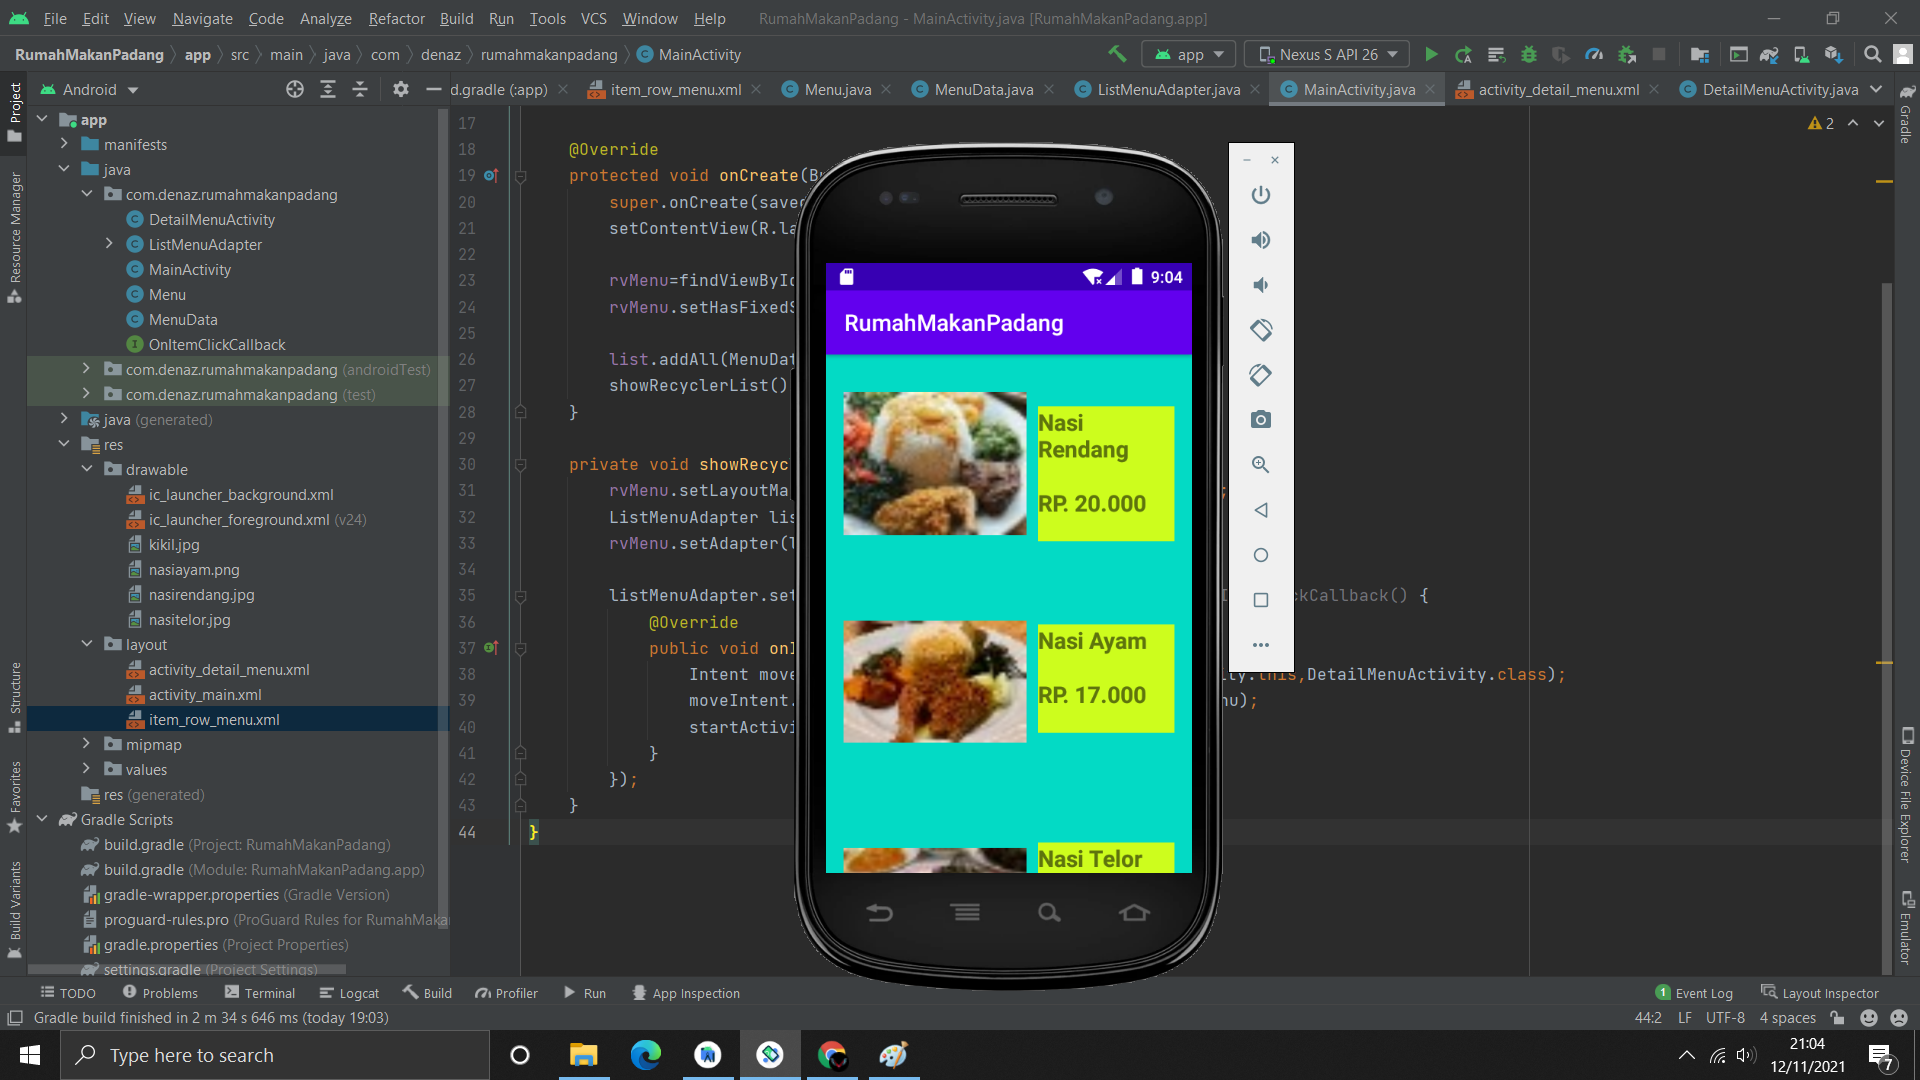 File Edit View Navigate Code Analyze Refactor Build Run Tools VCS Window Help RumahMakanPadang - MainActivity.java [RumahMakanPadang.app]
RumahMakanPadang app src main java com denaz rumahmakanpadang MainActivity app Nexus S API 26
Android
d.gradle (:app) item_row_menu.xml Menu.java MenuData.java ListMenuAdapter.java MainActivity.java activity_detail_menu.xml DetailMenuActivity.java
Project
Resource Manager
Structure
Favorites
Build Variants
app
manifests
java
com.denaz.rumahmakanpadang
DetailMenuActivity
ListMenuAdapter
MainActivity
Menu
MenuData
OnItemClickCallback
com.denaz.rumahmakanpadang (androidTest)
com.denaz.rumahmakanpadang (test)
java (generated)
res
drawable
ic_launcher_background.xml
ic_launcher_foreground.xml (v24)
kikil.jpg
nasiayam.png
nasirendang.jpg
nasitelor.jpg
layout
activity_detail_menu.xml
activity_main.xml
item_row_menu.xml
mipmap
values
res (generated)
Gradle Scripts
build.gradle (Project: RumahMakanPadang)
build.gradle (Module: RumahMakanPadang.app)
gradle-wrapper.properties (Gradle Version)
proguard-rules.pro (ProGuard Rules for RumahMaka
gradle.properties (Project Properties)
settings.gradle (Project Settings)
17
18 @Override
19 protected void onCreate(B
20 super.onCreate(save
21 setContentView(R.la
22
23 rvMenu=findViewById
24 rvMenu.setHasFixedS
25
26 list.addAll(MenuDat
27 showRecyclerList()
28 }
29
30 private void showRecyc
31 rvMenu.setLayoutMa ;
32 ListMenuAdapter lis
33 rvMenu.setAdapter(l
34
35 listMenuAdapter.set ckCallback() {
36 @Override
37 public void onI
38 Intent move ty.this,DetailMenuActivity.class);
39 moveIntent. nu);
40 startActivi
41 }
42 });
43 }
44 }
2
9:04
RumahMakanPadang
Nasi
Rendang
RP. 20.000
Nasi Ayam
RP. 17.000
Nasi Telor
Gradle
Device File Explorer
Emulator
TODO Problems Terminal Logcat Build Profiler Run App Inspection 1 Event Log Layout Inspector
Gradle build finished in 2 m 34 s 646 ms (today 19:03) 44:2 LF UTF-8 4 spaces
Type here to search
21:04
12/11/2021
7